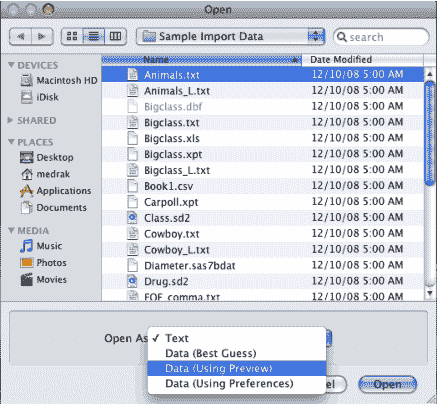 Open
Sample Import Data
search
DEVICES
Macintosh HD
iDisk
SHARED
PLACES
Desktop
medrak
Applications
Documents
MEDIA
Music
Photos
Movies
Name Date Modified
Animals.txt 12/10/08 5:00 AM
Animals_L.txt 12/10/08 5:00 AM
Bigclass.dbf 12/10/08 5:00 AM
Bigclass.txt 12/10/08 5:00 AM
Bigclass.xls 12/10/08 5:00 AM
Bigclass.xpt 12/10/08 5:00 AM
Bigclass_L.txt 12/10/08 5:00 AM
Book1.csv 12/10/08 5:00 AM
Carpoll.xpt 12/10/08 5:00 AM
Class.sd2 12/10/08 5:00 AM
Cowboy.txt 12/10/08 5:00 AM
Cowboy_L.txt 12/10/08 5:00 AM
Diameter.sas7bdat 12/10/08 5:00 AM
Drug.sd2 12/10/08 5:00 AM
EOF_comma.txt 12/10/08 5:00 AM
Open As ✓ Text
Data (Best Guess)
Data (Using Preview)
Data (Using Preferences)
el Open